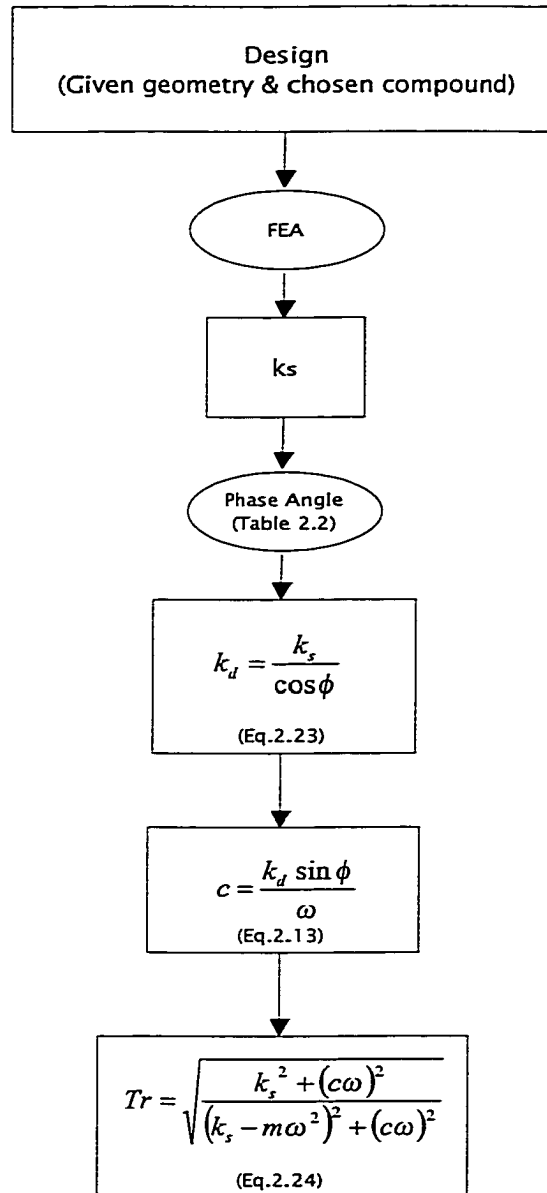 Design
(Given geometry & chosen compound)
FEA
ks
Phase Angle
(Table 2.2)
k_d = k_s / cos ϕ
(Eq.2.23)
c = k_d sin ϕ / ω
(Eq.2.13)
Tr = √((k_s² + (cω)²) / ((k_s − mω²)² + (cω)²))
(Eq.2.24)